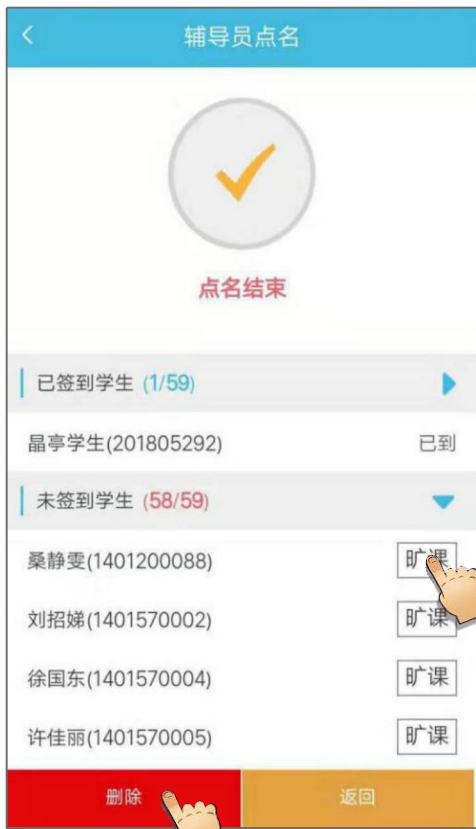 辅导员点名
点名结束
已签到学生 (1/59)
晶亭学生(201805292) 已到
未签到学生 (58/59)
桑静雯(1401200088) 旷课
刘招娣(1401570002) 旷课
徐国东(1401570004) 旷课
许佳丽(1401570005) 旷课
删除 返回